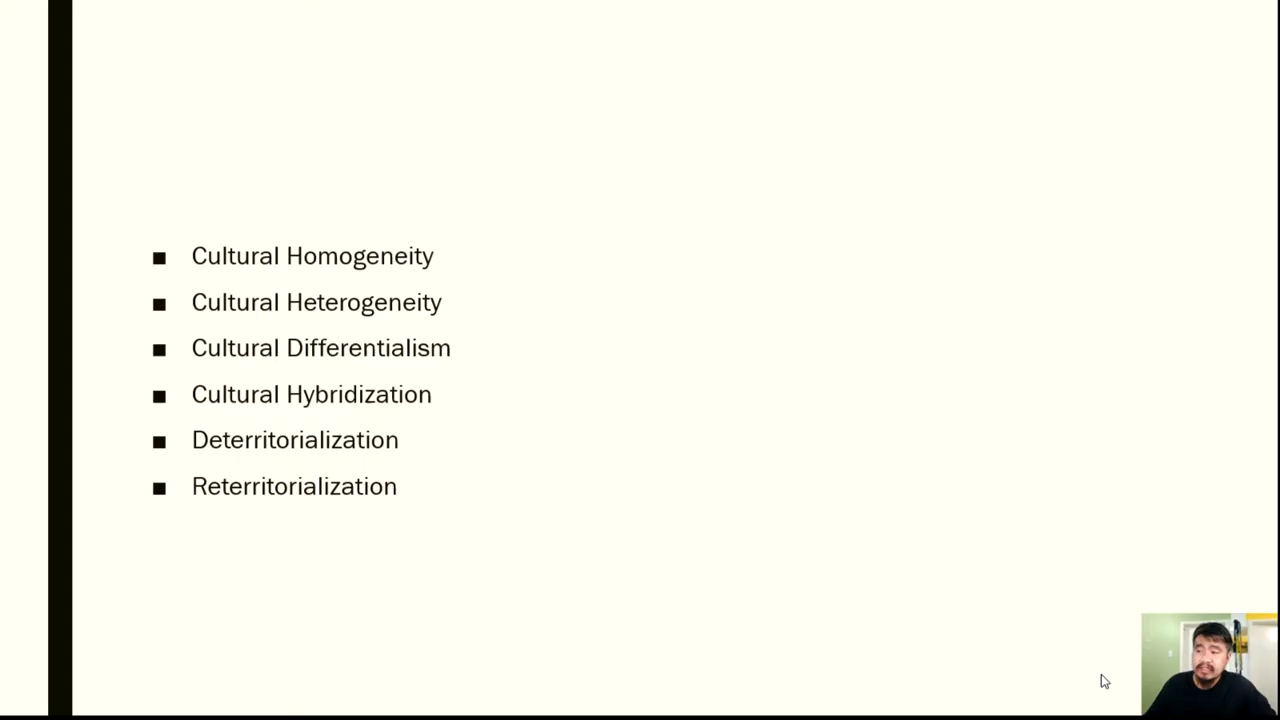 Cultural Homogeneity
Cultural Heterogeneity
Cultural Differentialism
Cultural Hybridization
Deterritorialization
Reterritorialization